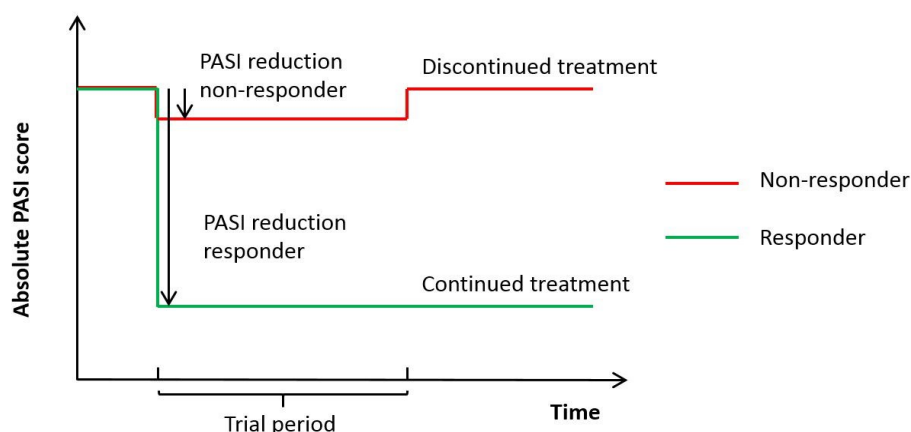 PASI reduction
non-responder
Discontinued treatment
Absolute PASI score
Non-responder
PASI reduction
responder
Responder
Continued treatment
Trial period
Time